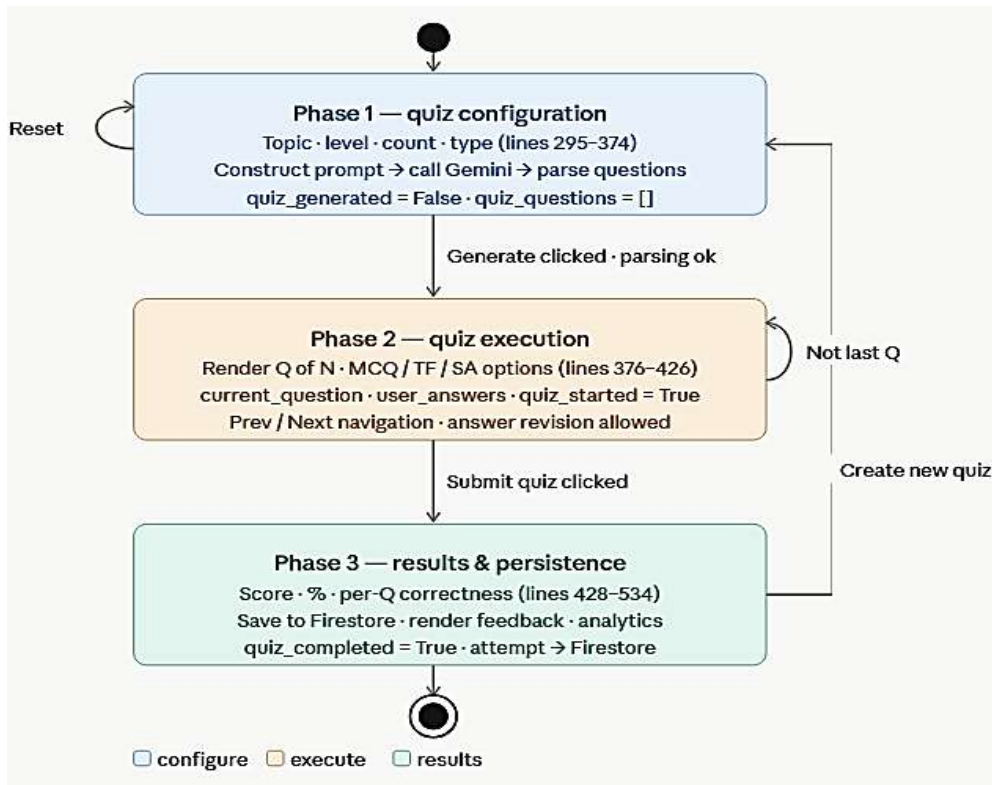 Reset
Phase 1 — quiz configuration
Topic · level · count · type (lines 295–374)
Construct prompt → call Gemini → parse questions
quiz_generated = False · quiz_questions = []
Generate clicked · parsing ok
Phase 2 — quiz execution
Render Q of N · MCQ / TF / SA options (lines 376–426)
current_question · user_answers · quiz_started = True
Prev / Next navigation · answer revision allowed
Not last Q
Submit quiz clicked
Create new quiz
Phase 3 — results & persistence
Score · % · per-Q correctness (lines 428–534)
Save to Firestore · render feedback · analytics
quiz_completed = True · attempt → Firestore
configure execute results